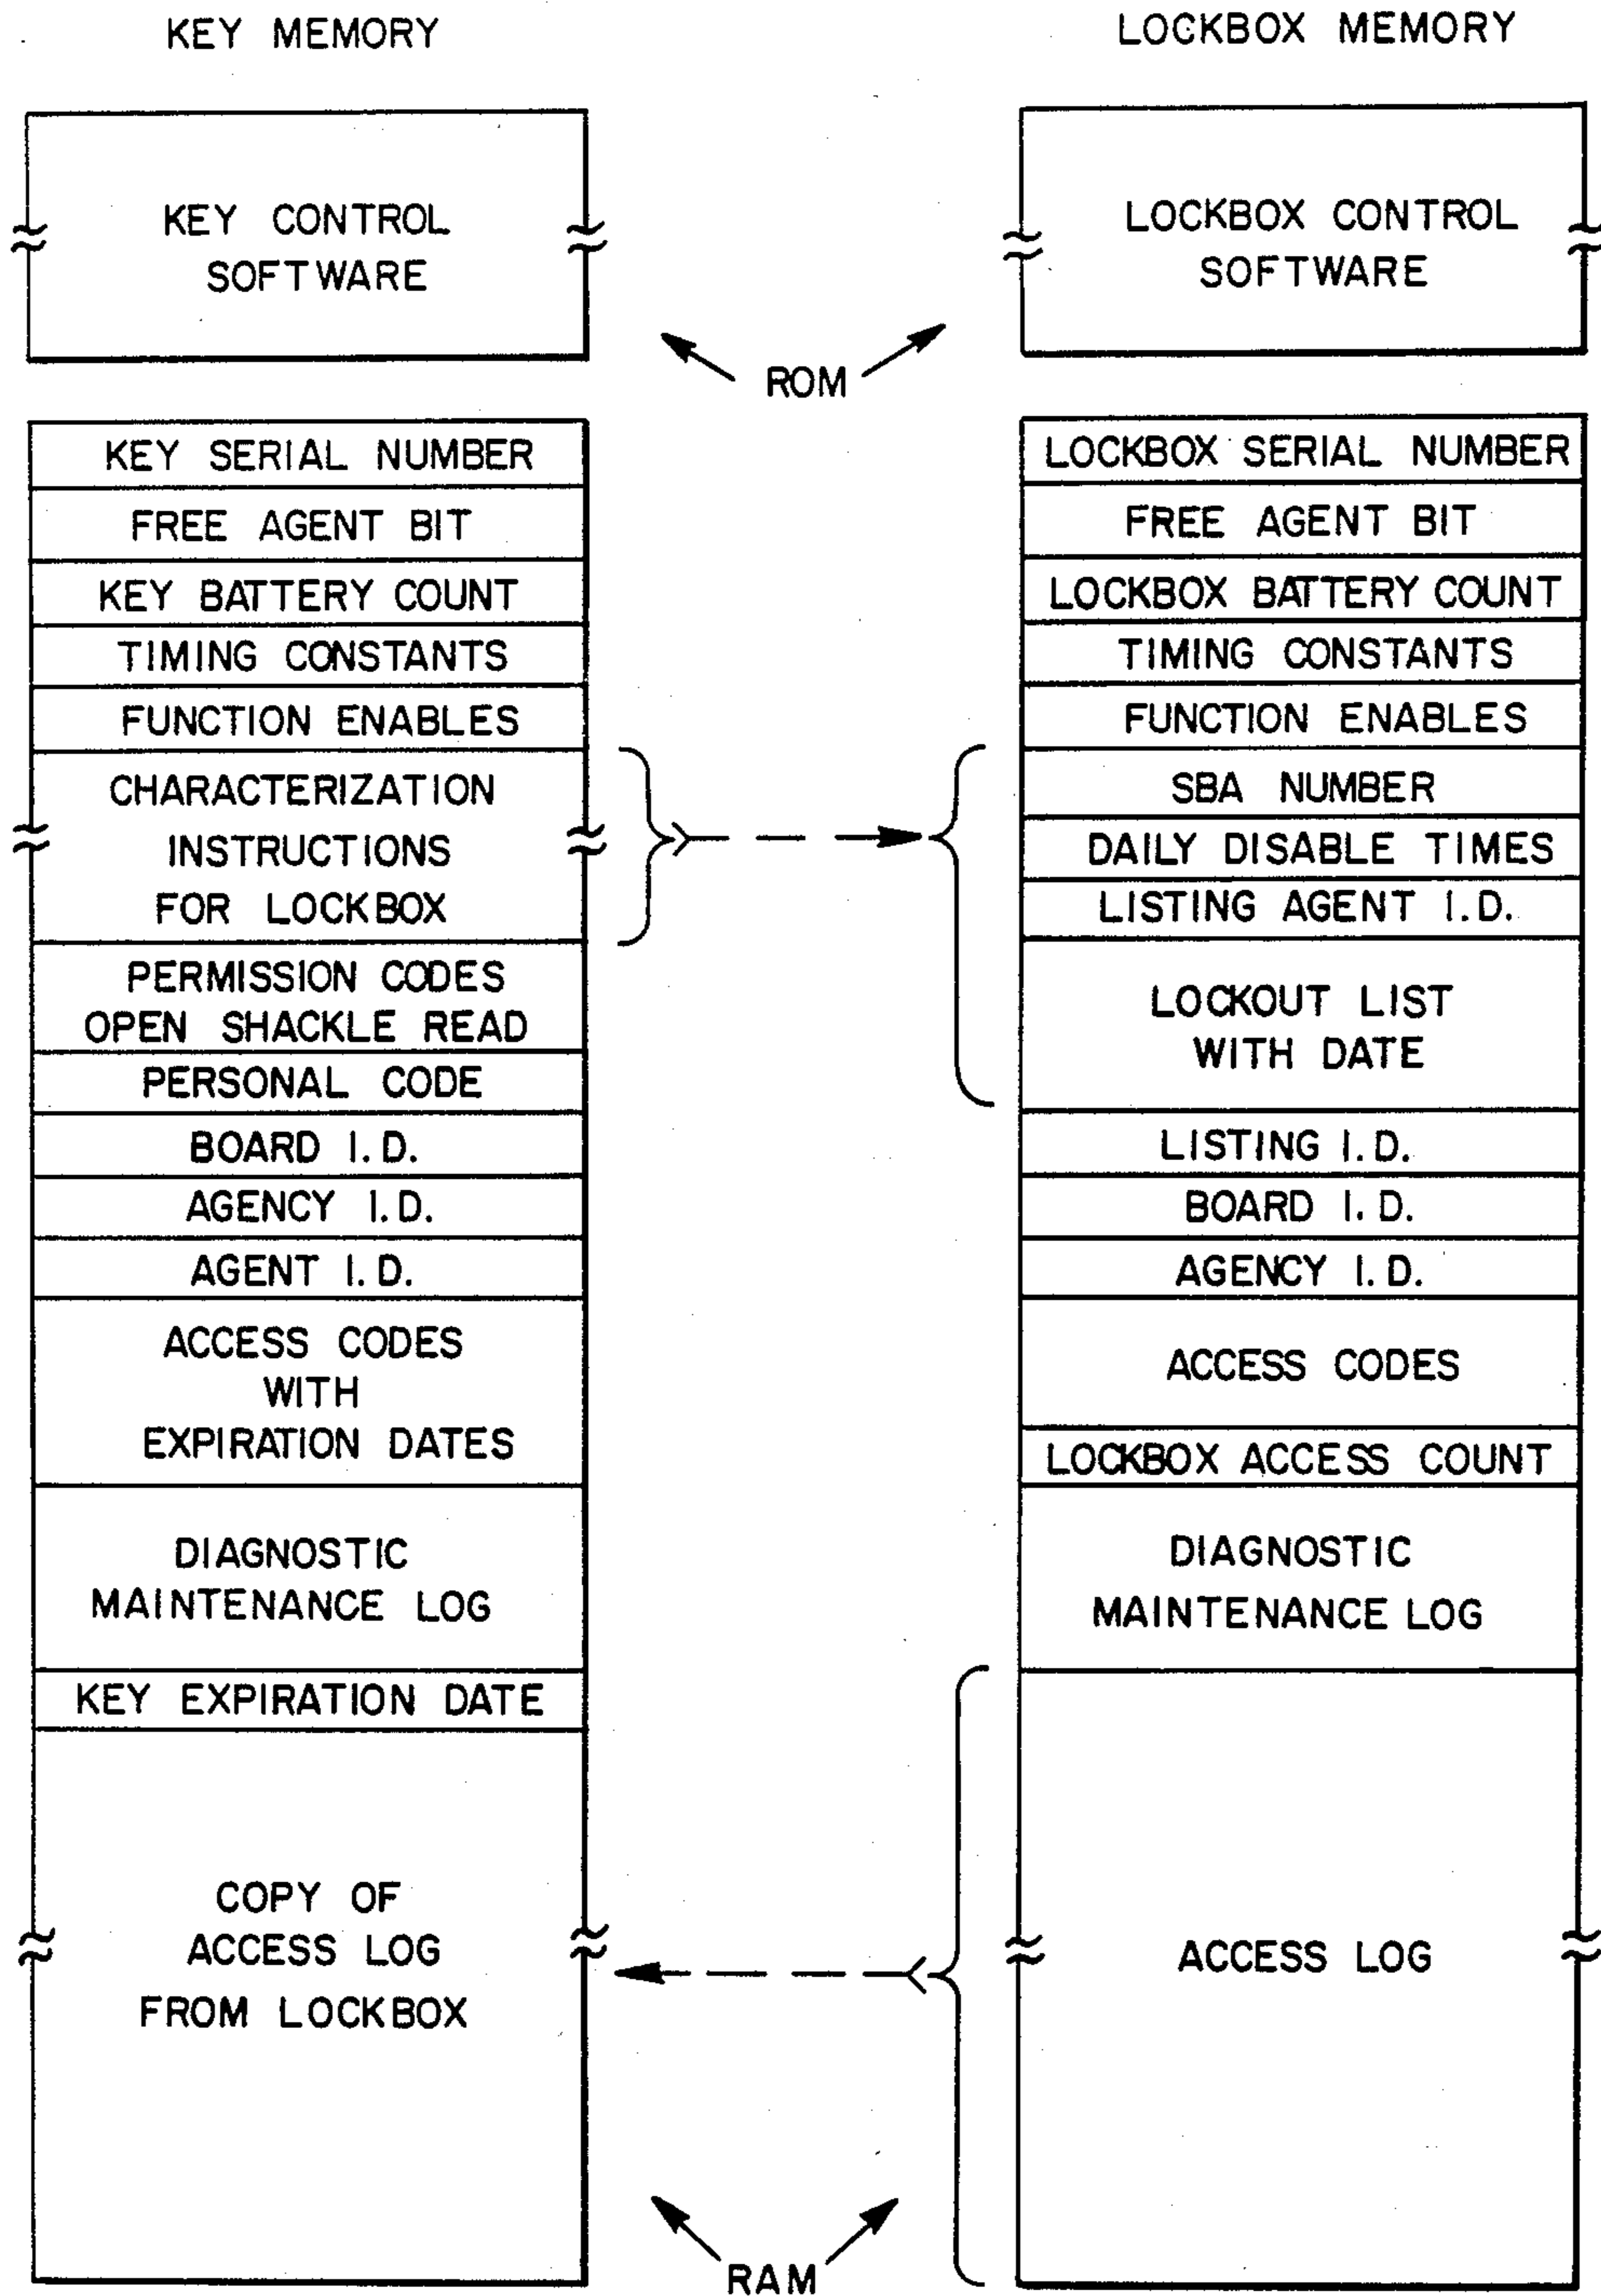 KEY MEMORY
KEY CONTROL
SOFTWARE
KEY SERIAL NUMBER
FREE AGENT BIT
KEY BATTERY COUNT
TIMING CONSTANTS
FUNCTION ENABLES
CHARACTERIZATION
INSTRUCTIONS
FOR LOCKBOX
PERMISSION CODES
OPEN SHACKLE READ
PERSONAL CODE
BOARD I.D.
AGENCY I.D.
AGENT I.D.
ACCESS CODES
WITH
EXPIRATION DATES
DIAGNOSTIC
MAINTENANCE LOG
KEY EXPIRATION DATE
COPY OF
ACCESS LOG
FROM LOCKBOX
ROM
RAM
LOCKBOX MEMORY
LOCKBOX CONTROL
SOFTWARE
LOCKBOX SERIAL NUMBER
FREE AGENT BIT
LOCKBOX BATTERY COUNT
TIMING CONSTANTS
FUNCTION ENABLES
SBA NUMBER
DAILY DISABLE TIMES
LISTING AGENT I.D.
LOCKOUT LIST
WITH DATE
LISTING I.D.
BOARD I.D.
AGENCY I.D.
ACCESS CODES
LOCKBOX ACCESS COUNT
DIAGNOSTIC
MAINTENANCE LOG
ACCESS LOG